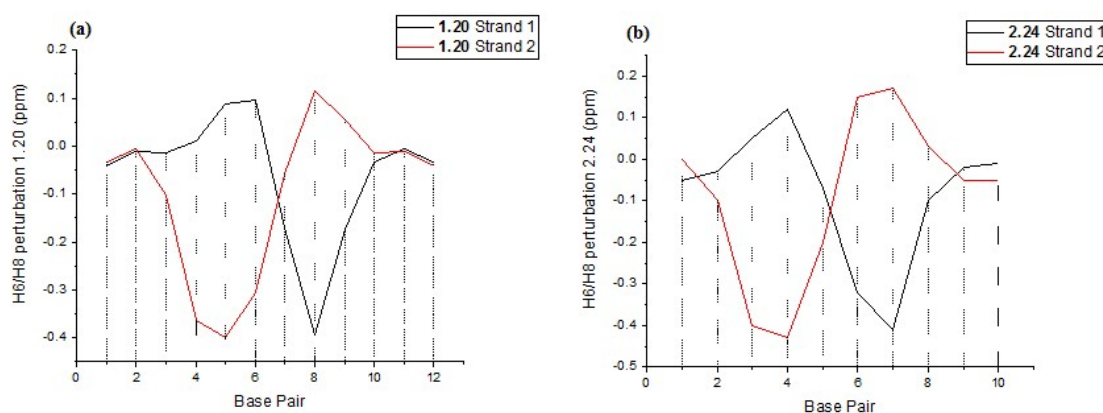 (a)
1.20 Strand 1
1.20 Strand 2
H6/H8 perturbation 1.20 (ppm)
0.2
0.1
0.0
-0.1
-0.2
-0.3
-0.4
0 2 4 6 8 10 12
Base Pair
(b)
2.24 Strand 1
2.24 Strand 2
H6/H8 perturbation 2.24 (ppm)
0.2
0.1
0.0
-0.1
-0.2
-0.3
-0.4
-0.5
0 2 4 6 8 10
Base Pair